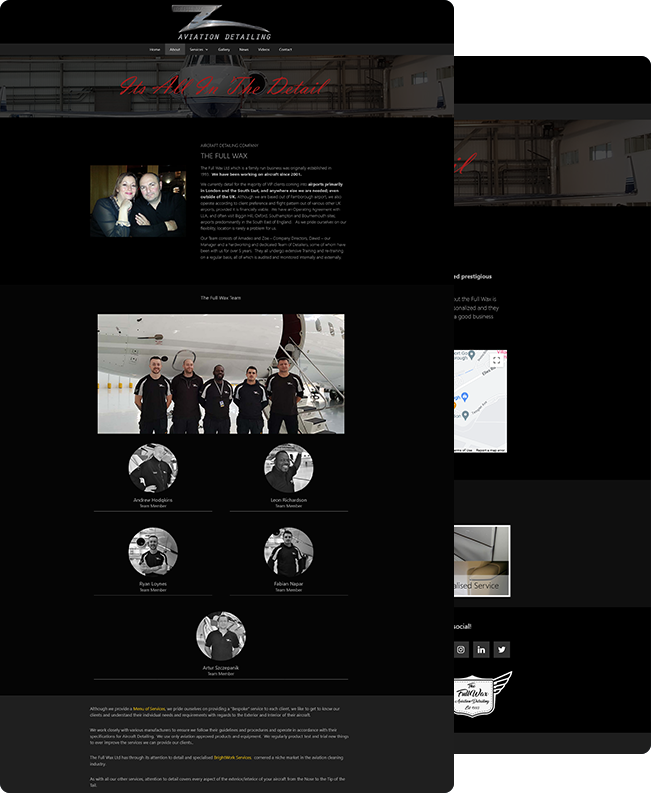 AVIATION DETAILING
Home About Services Gallery News Videos Contact
Its All In The Detail
AIRCRAFT DETAILING COMPANY
THE FULL WAX
The Full Wax Ltd which is a family ran business was originally established in
1993. We have been working on aircraft since 2001.
We currently detail for the majority of VIP clients coming into airports primarily
in London and the South East, and anywhere size we are needed; even
outside of the UK. Although we are based out of Farnborough airport, we also
operate according to client preference and flight pattern out of various other UK
airports provided it is financially viable. We have an Operating Agreement with
LUA, and often visit Biggin Hill, Oxford, Southampton and Bournemouth sites;
airports predominantly in the South East of England. As we pride ourselves on our
flexibility, location is rarely a problem for us.
Our Team consists of Amadeo and Zoe – Company Directors, Dawid – our
Manager and a hardworking and dedicated team of Detailers, some of whom have
been with us for over 5 years. They all undergo extensive Training and re-training
on a regular basis, all of which is audited and monitored internally and externally.
The Full Wax Team
Andrew Hodgkins
Team Member
Leon Richardson
Team Member
Ryan Loynes
Team Member
Fabian Napar
Team Member
Artur Szczepanik
Team Member
Although we provide a Menu of Services, we pride ourselves on providing a "Bespoke" service to each client, we like to get to know our
clients and understand their individual needs and requirements with regards to the Exterior and Interior of their aircraft.
We work closely with various manufacturers to ensure we follow their guidelines and procedures and operate in accordance with their
specifications for Aircraft Detailing. We use only aviation approved products and equipment. We regularly product test and trial new things
to ever improve the services we can provide our clients.
The Full Wax Ltd has through its attention to detail and specialised BrightWork Services, cornered a niche market in the aviation cleaning
industry.
As with all our other services, attention to detail covers every aspect of the exterior/interior of your aircraft from the Nose to the Tip of the
Tail.
il
ed prestigious
out the Full Wax is
sonalized and they
a good business
Report a map error
alised Service
social!
The
Full Wax
Aviation Detailing